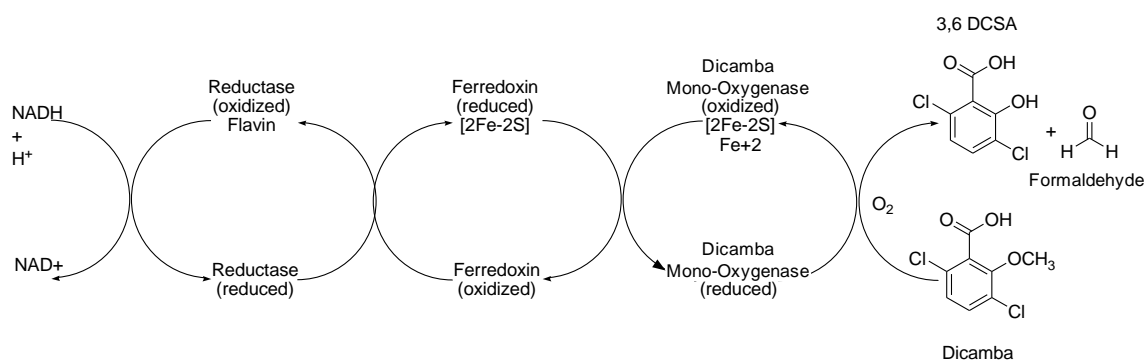 3,6 DCSA
NADH
+
H+
Reductase
(oxidized)
Flavin
Ferredoxin
(reduced)
[2Fe-2S]
Dicamba
Mono-Oxygenase
(oxidized)
[2Fe-2S]
Fe+2
O
OH
Cl
OH
Cl
+
O
H
H
Formaldehyde
O2
NAD+
Reductase
(reduced)
Ferredoxin
(oxidized)
Dicamba
Mono-Oxygenase
(reduced)
O
OH
Cl
OCH3
Cl
Dicamba